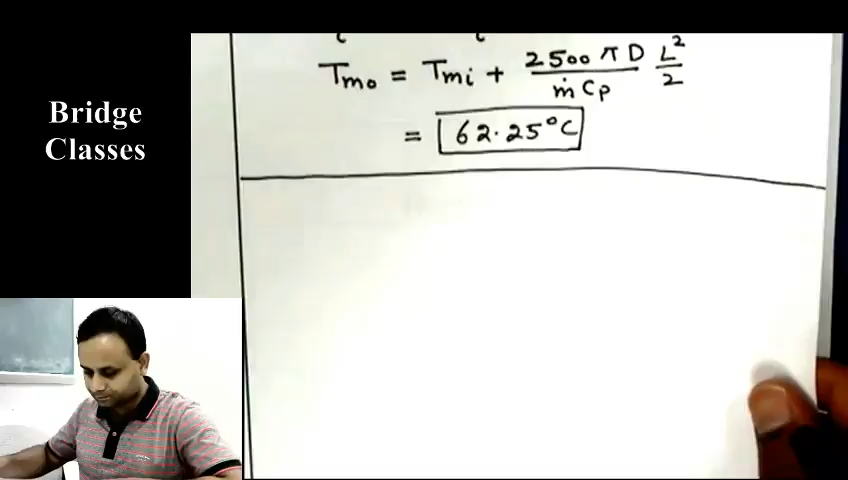 Bridge
Classes
Tmo = Tmi + 2500 π D / ṁ Cp L² / 2
= 62.25°C